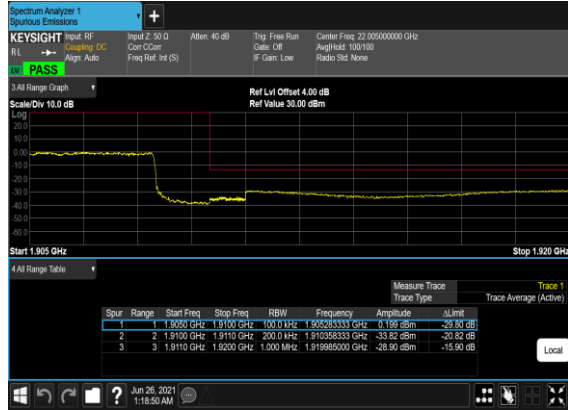 Spectrum Analyzer 1
Spurious Emissions
+
KEYSIGHT Input: RF Input Z: 50 Ω Atten: 40 dB Trig: Free Run Center Freq: 22.005000000 GHz
RL Coupling: DC Corr CCorr Gate: Off Avg|Hold: 100/100
Align: Auto Freq Ref: Int (S) IF Gain: Low Radio Std: None
PASS
3 All Range Graph Ref Lvl Offset 4.00 dB
Scale/Div 10.0 dB Ref Value 30.00 dBm
Log
20.0
10.0
0.00
-10.0
-20.0
-30.0
-40.0
-50.0
-60.0
Start 1.905 GHz Stop 1.920 GHz
4 All Range Table
Measure Trace Trace 1
Trace Type Trace Average (Active)
Spur Range Start Freq Stop Freq RBW Frequency Amplitude ΔLimit
1 1 1.9050 GHz 1.9100 GHz 100.0 kHz 1.905283333 GHz 0.199 dBm -29.80 dB
2 2 1.9100 GHz 1.9110 GHz 200.0 kHz 1.910358333 GHz -33.82 dBm -20.82 dB
3 3 1.9110 GHz 1.9200 GHz 1.000 MHz 1.919985000 GHz -28.90 dBm -15.90 dB
Local
? Jun 26, 2021
1:18:50 AM